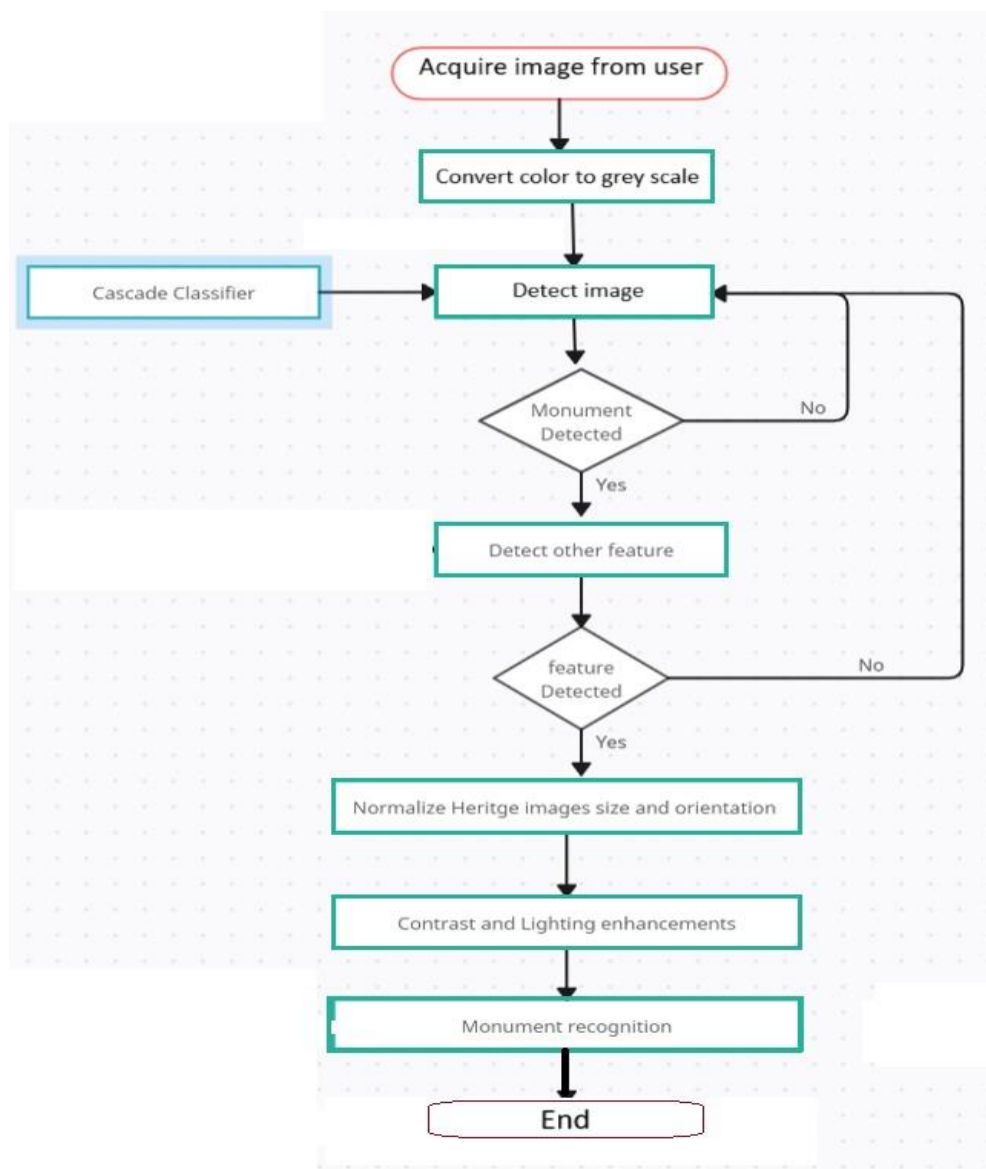 Acquire image from user
Convert color to grey scale
Cascade Classifier
Detect image
Monument
Detected
No
Yes
Detect other feature
feature
Detected
No
Yes
Normalize Heritge images size and orientation
Contrast and Lighting enhancements
Monument recognition
End